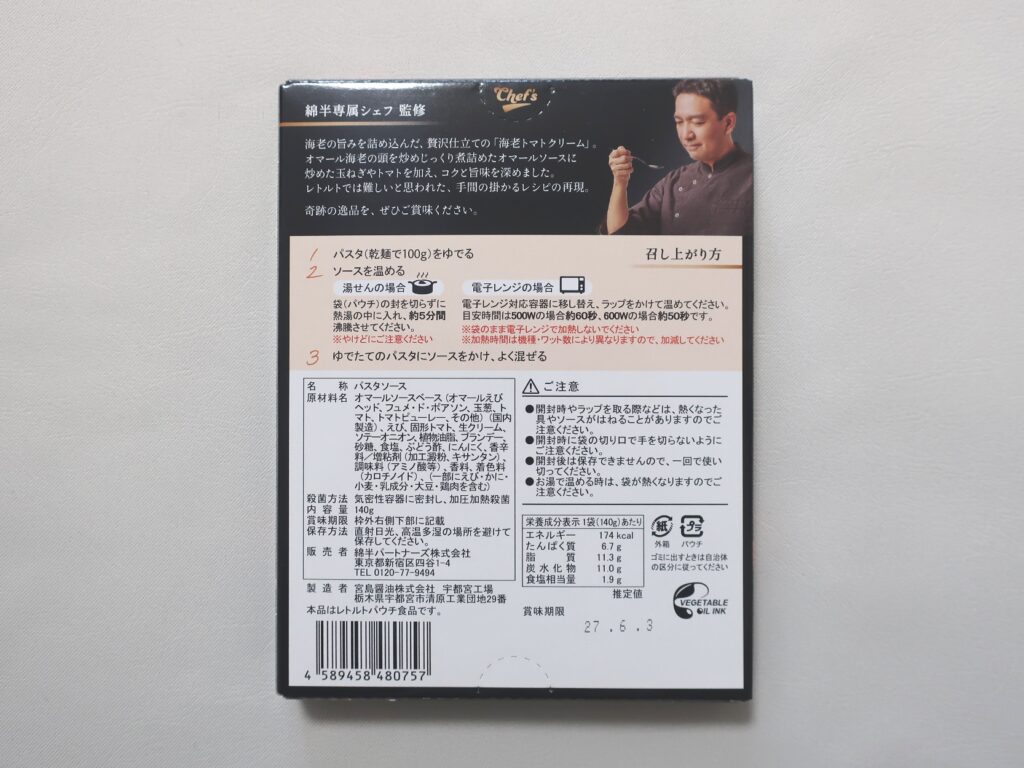 Chef's
綿半専属シェフ 監修
海老の旨みを詰め込んだ、贅沢仕立ての「海老トマトクリーム」。
オマール海老の頭を炒めじっくり煮詰めたオマールソースに
炒めた玉ねぎやトマトを加え、コクと旨味を深めました。
レトルトでは難しいと思われた、手間の掛かるレシピの再現。
奇跡の逸品を、ぜひご賞味ください。
召し上がり方
1 パスタ(乾麺で100g)をゆでる
2 ソースを温める
湯せんの場合
袋(パウチ)の封を切らずに
熱湯の中に入れ、約5分間
沸騰させてください。
※やけどにご注意ください
電子レンジの場合
電子レンジ対応容器に移し替え、ラップをかけて温めてください。
目安時間は500Wの場合約60秒、600Wの場合約50秒です。
※袋のまま電子レンジで加熱しないでください
※加熱時間は機種・ワット数により異なりますので、加減してください
3 ゆでたてのパスタにソースをかけ、よく混ぜる
名称 パスタソース
原材料名 オマールソースベース(オマールえび
ヘッド、フュメ・ド・ポアソン、玉葱、ト
マト、トマトピューレー、その他)(国内
製造)、えび、固形トマト、生クリーム、
ソテーオニオン、植物油脂、ブランデー、
砂糖、食塩、ぶどう酢、にんにく、香辛
料/増粘剤(加工澱粉、キサンタン)、
調味料(アミノ酸等)、香料、着色料
(カロチノイド)、(一部にえび・かに・
小麦・乳成分・大豆・鶏肉を含む)
殺菌方法 気密性容器に密封し、加圧加熱殺菌
内容量 140g
賞味期限 枠外右側下部に記載
保存方法 直射日光、高温多湿の場所を避けて
保存してください。
販売者 綿半パートナーズ株式会社
東京都新宿区四谷1-4
TEL 0120-77-9494
製造者 宮島醤油株式会社 宇都宮工場
栃木県宇都宮市清原工業団地29番
本品はレトルトパウチ食品です。
4 589458 480757
ご注意
●開封時やラップを取る際などは、熱くなった
具やソースがはねることがありますのでご
注意ください。
●開封時に袋の切り口で手を切らないように
ご注意ください。
●開封後は保存できませんので、一回で使い
切ってください。
●お湯で温める時は、袋が熱くなりますのでご
注意ください。
栄養成分表示 1袋(140g)あたり
エネルギー 174 kcal
たんぱく質 6.7 g
脂質 11.3 g
炭水化物 11.0 g
食塩相当量 1.9 g
推定値
紙
外箱
プラ
パウチ
ゴミに出すときは自治体
の区分に従ってください
VEGETABLE
OIL INK
賞味期限
27.6.3